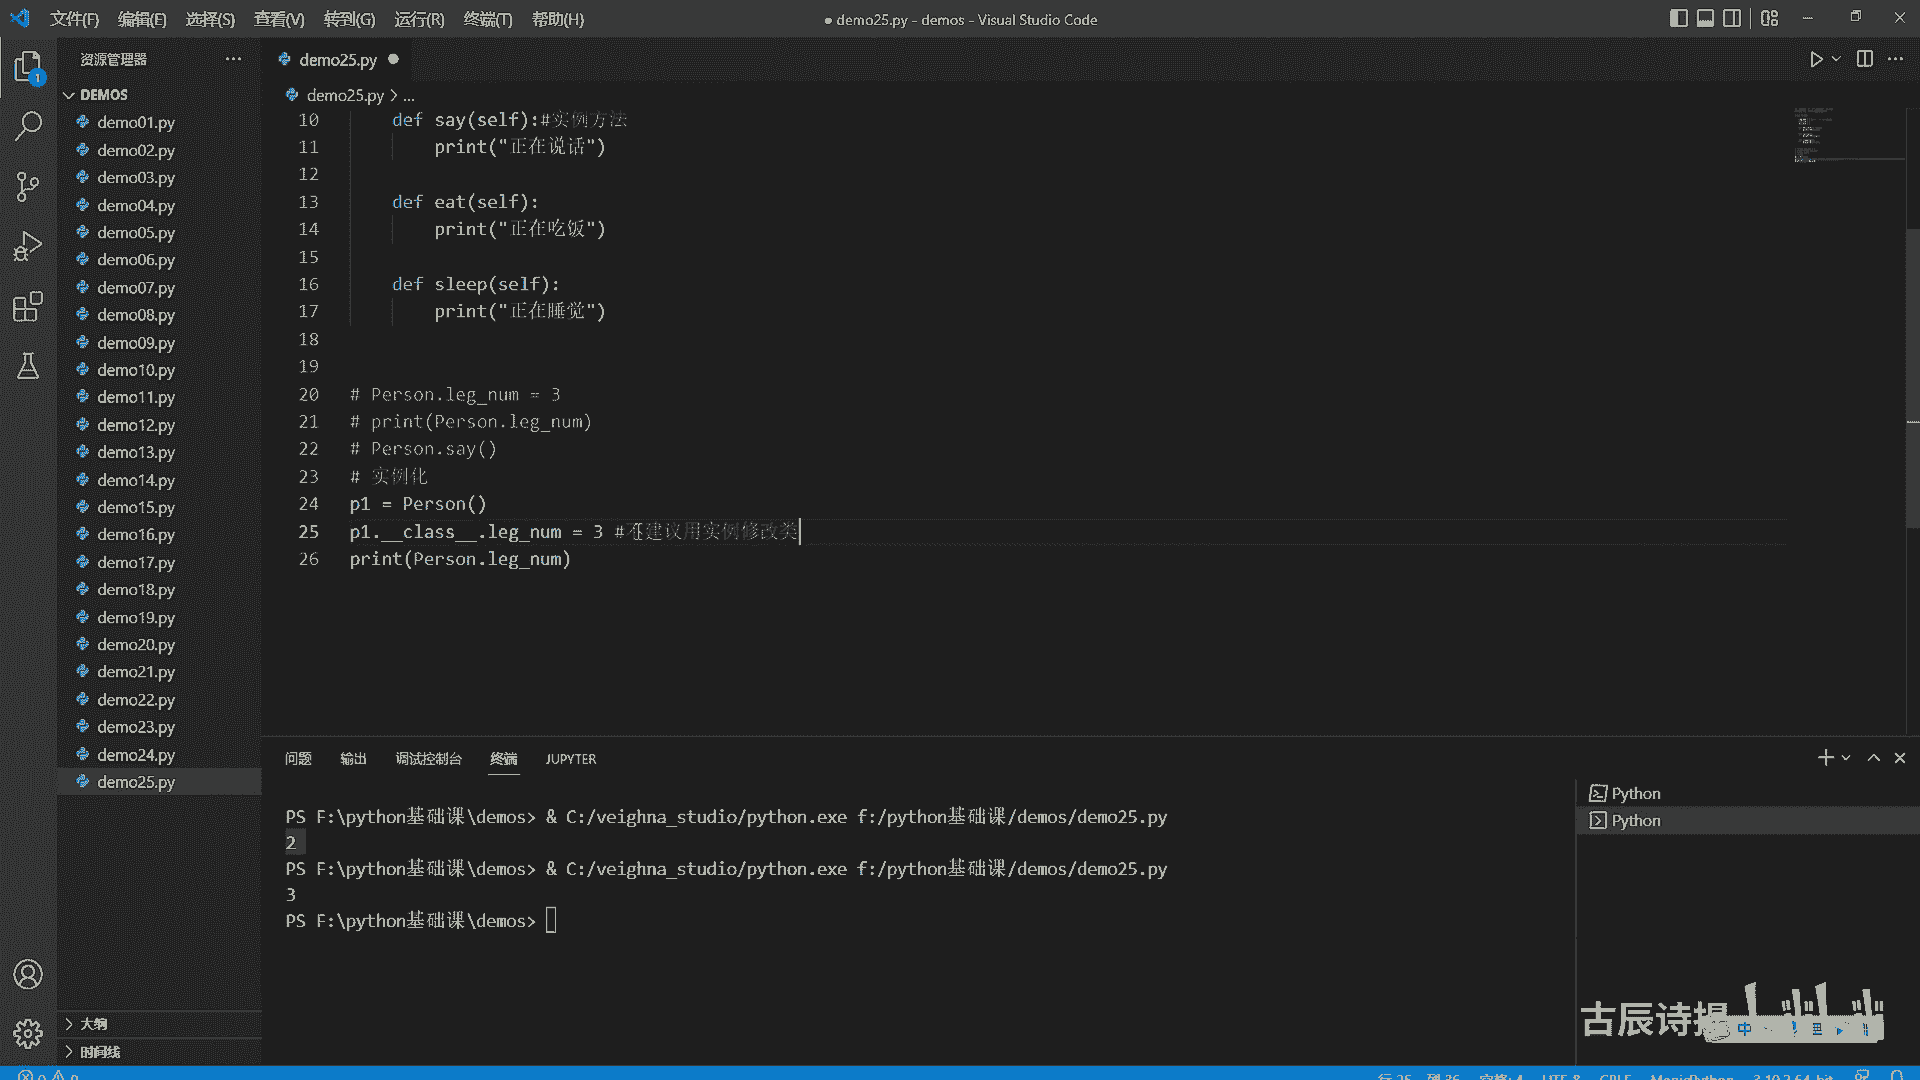 文件(F) 编辑(E) 选择(S) 查看(V) 转到(G) 运行(R) 终端(T) 帮助(H) ● demo25.py - demos - Visual Studio Code
资源管理器
demo25.py
DEMOS
demo25.py > ...
demo01.py
demo02.py
demo03.py
demo04.py
demo05.py
demo06.py
demo07.py
demo08.py
demo09.py
demo10.py
demo11.py
demo12.py
demo13.py
demo14.py
demo15.py
demo16.py
demo17.py
demo18.py
demo19.py
demo20.py
demo21.py
demo22.py
demo23.py
demo24.py
demo25.py
大纲
时间线
10 def say(self):#实例方法
11 print("正在说话")
12
13 def eat(self):
14 print("正在吃饭")
15
16 def sleep(self):
17 print("正在睡觉")
18
19
20 # Person.leg_num = 3
21 # print(Person.leg_num)
22 # Person.say()
23 # 实例化
24 p1 = Person()
25 p1.__class__.leg_num = 3 #不建议用实例修改类
26 print(Person.leg_num)
问题 输出 调试控制台 终端 JUPYTER
PS F:\python基础课\demos> & C:/veighna_studio/python.exe f:/python基础课/demos/demo25.py
2
PS F:\python基础课\demos> & C:/veighna_studio/python.exe f:/python基础课/demos/demo25.py
3
PS F:\python基础课\demos>
Python
Python
古辰诗提
中